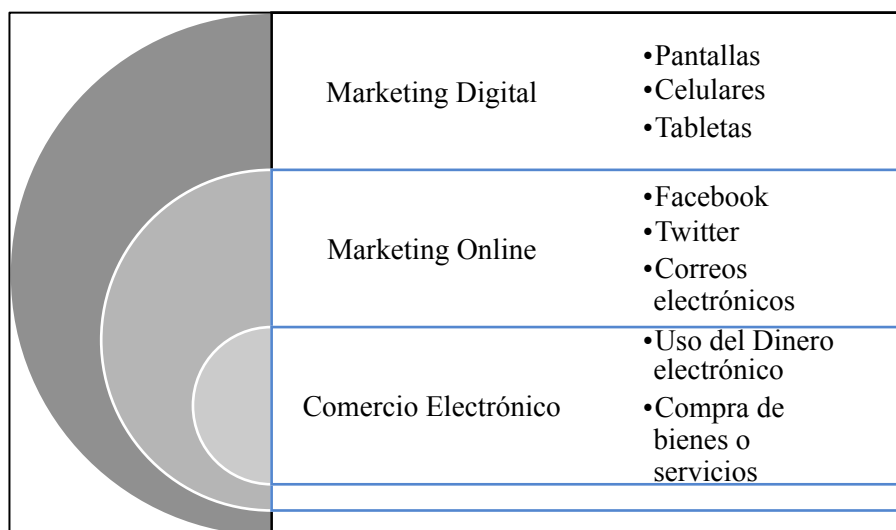 Marketing Digital
•Pantallas
•Celulares
•Tabletas
Marketing Online
•Facebook
•Twitter
•Correos
electrónicos
Comercio Electrónico
•Uso del Dinero
electrónico
•Compra de
bienes o
servicios